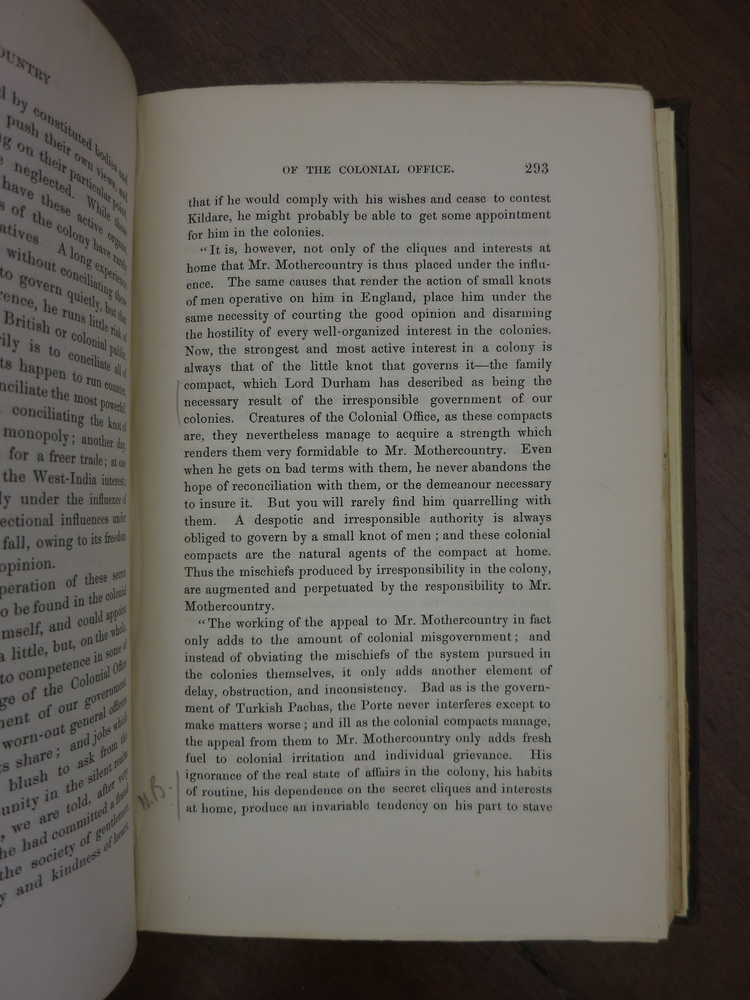 OUNTRY
by constituted bodies and
push their own views, and
on their particular point,
neglected. While these
have these active organs,
s of the colony have rarely
atives A long experience
without conciliating these
to govern quietly, but that
rence, he runs little risk of
British or colonial public,
rily is to conciliate all of
ts happen to run counter,
nciliate the most powerful,
conciliating the knot of
monopoly; another day,
for a freer trade; at one
the West-India interest;
ly under the influence of
ectional influences under
fall, owing to its freedom
opinion.
peration of these secret
o be found in the colonial
mself, and could appoint
a little, but, on the whole,
to competence in some of
ge of the Colonial Office
ment of our government
worn-out general officers
ts share; and jobs which
blush to ask from the
unity in the silent realms
, we are told, after very
he had committed a fraud
the society of gentlemen
y and kindness of heart,
OF THE COLONIAL OFFICE. 293
that if he would comply with his wishes and cease to contest
Kildare, he might probably be able to get some appointment
for him in the colonies.
"It is, however, not only of the cliques and interests at
home that Mr. Mothercountry is thus placed under the influ-
ence. The same causes that render the action of small knots
of men operative on him in England, place him under the
same necessity of courting the good opinion and disarming
the hostility of every well-organized interest in the colonies.
Now, the strongest and most active interest in a colony is
always that of the little knot that governs it—the family
compact, which Lord Durham has described as being the
necessary result of the irresponsible government of our
colonies. Creatures of the Colonial Office, as these compacts
are, they nevertheless manage to acquire a strength which
renders them very formidable to Mr. Mothercountry. Even
when he gets on bad terms with them, he never abandons the
hope of reconciliation with them, or the demeanour necessary
to insure it. But you will rarely find him quarrelling with
them. A despotic and irresponsible authority is always
obliged to govern by a small knot of men; and these colonial
compacts are the natural agents of the compact at home.
Thus the mischiefs produced by irresponsibility in the colony,
are augmented and perpetuated by the responsibility to Mr.
Mothercountry.
"The working of the appeal to Mr. Mothercountry in fact
only adds to the amount of colonial misgovernment; and
instead of obviating the mischiefs of the system pursued in
the colonies themselves, it only adds another element of
delay, obstruction, and inconsistency. Bad as is the govern-
ment of Turkish Pachas, the Porte never interferes except to
make matters worse; and ill as the colonial compacts manage,
the appeal from them to Mr. Mothercountry only adds fresh
fuel to colonial irritation and individual grievance. His
ignorance of the real state of affairs in the colony, his habits
of routine, his dependence on the secret cliques and interests
at home, produce an invariable tendency on his part to stave
N.B-